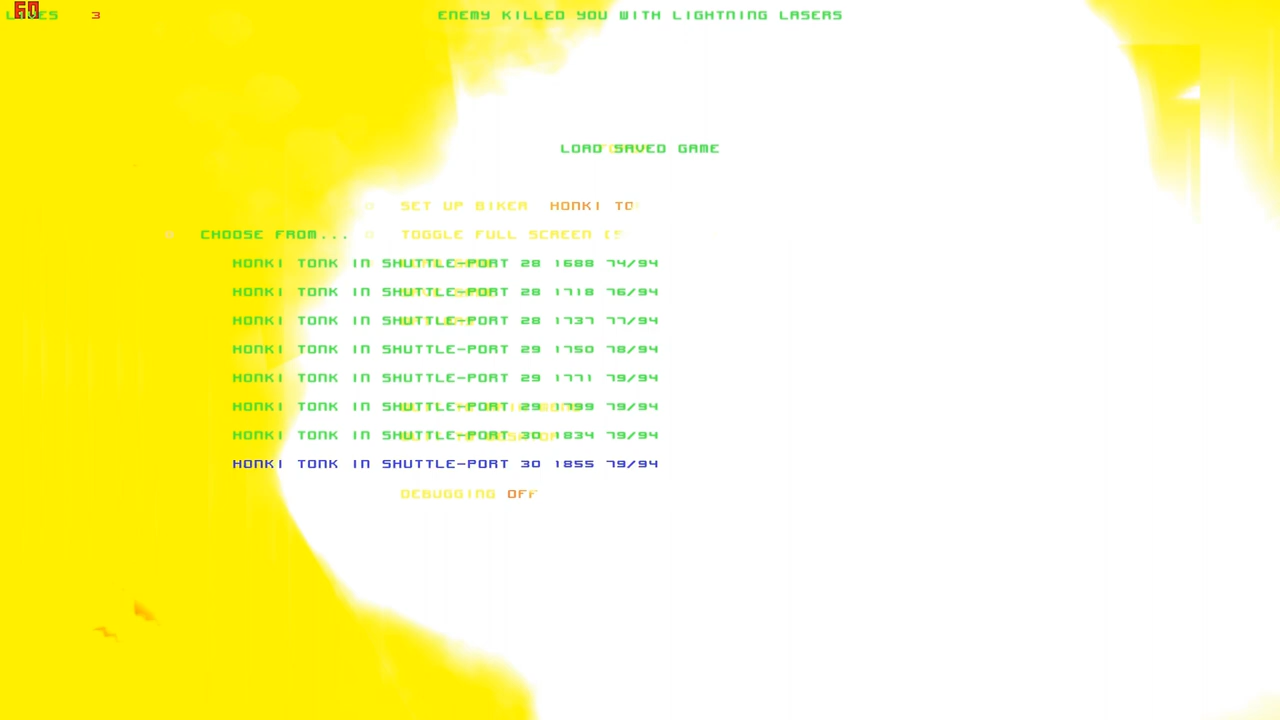 LIVES 3
60
ENEMY KILLED YOU WITH LIGHTNING LASERS
LOAD SAVED GAME
SET UP BIKER HONKI TO
CHOOSE FROM...
TOGGLE FULL SCREEN (
HONKI TONK IN SHUTTLE-PORT 28 1688 74/94
HONKI TONK IN SHUTTLE-PORT 28 1718 76/94
HONKI TONK IN SHUTTLE-PORT 28 1737 77/94
HONKI TONK IN SHUTTLE-PORT 29 1750 78/94
HONKI TONK IN SHUTTLE-PORT 29 1771 79/94
HONKI TONK IN SHUTTLE-PORT 29 1799 79/94
HONKI TONK IN SHUTTLE-PORT 30 1834 79/94
HONKI TONK IN SHUTTLE-PORT 30 1855 79/94
DEBUGGING OFF